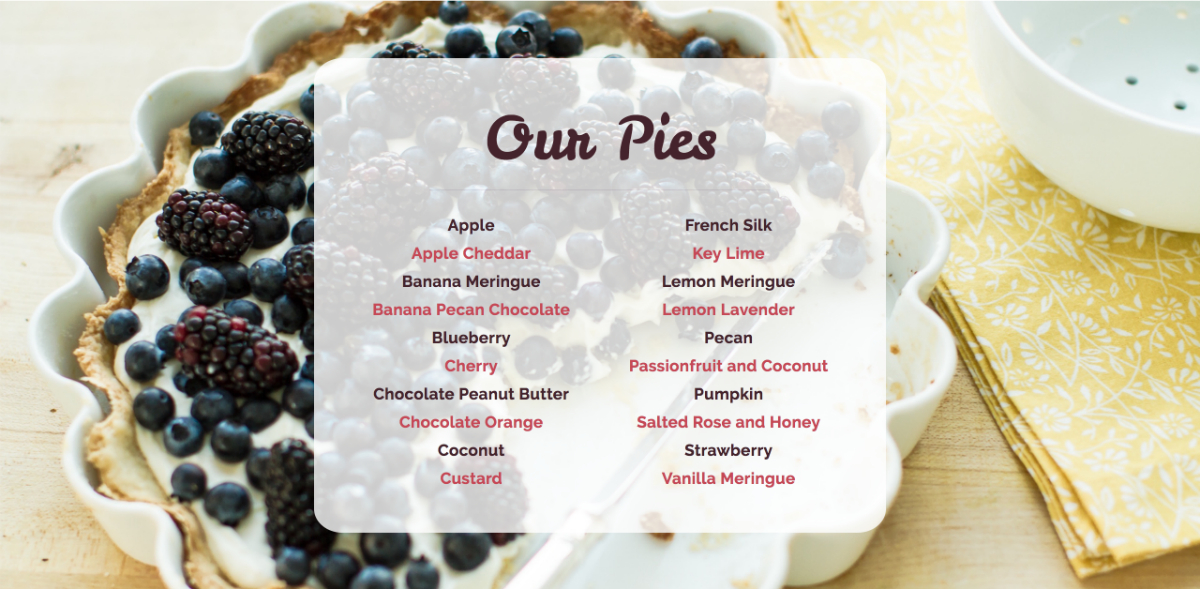 Our Pies
Apple
Apple Cheddar
Banana Meringue
Banana Pecan Chocolate
Blueberry
Cherry
Chocolate Peanut Butter
Chocolate Orange
Coconut
Custard
French Silk
Key Lime
Lemon Meringue
Lemon Lavender
Pecan
Passionfruit and Coconut
Pumpkin
Salted Rose and Honey
Strawberry
Vanilla Meringue